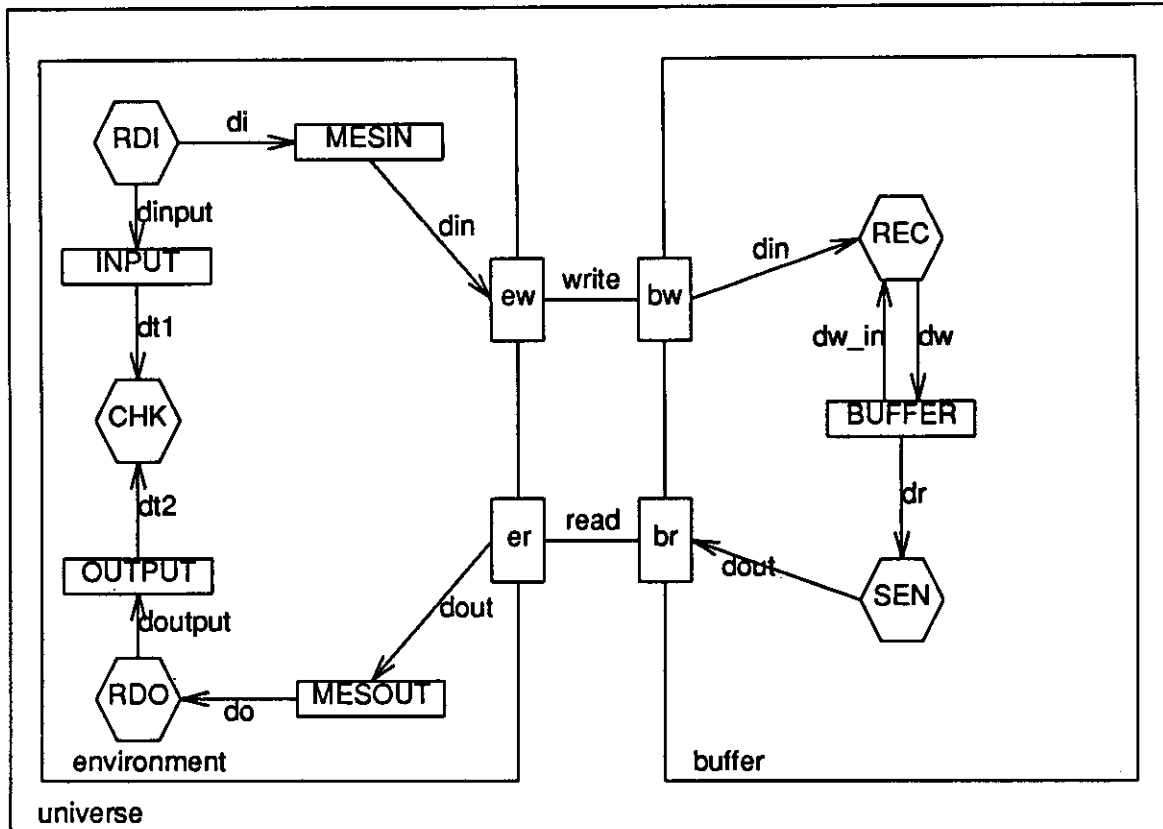 RDI
di
MESIN
dinput
INPUT
din
REC
din
ew
write
bw
dt1
dw_in
dw
CHK
BUFFER
dt2
dr
er
read
br
OUTPUT
dout
SEN
doutput
dout
RDO
do
MESOUT
environment
buffer
universe